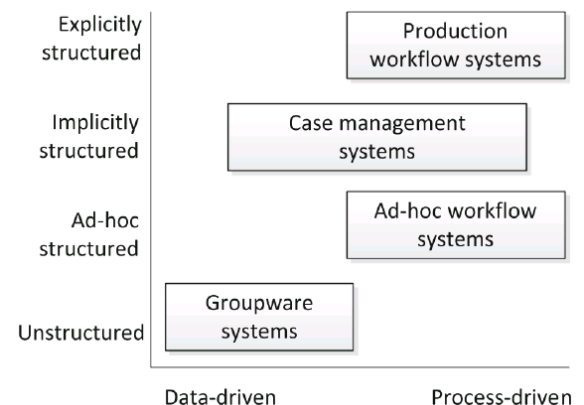 Explicitly
structured
Production
workflow systems
Implicitly
structured
Case management
systems
Ad-hoc
structured
Ad-hoc workflow
systems
Unstructured
Groupware
systems
Data-driven
Process-driven